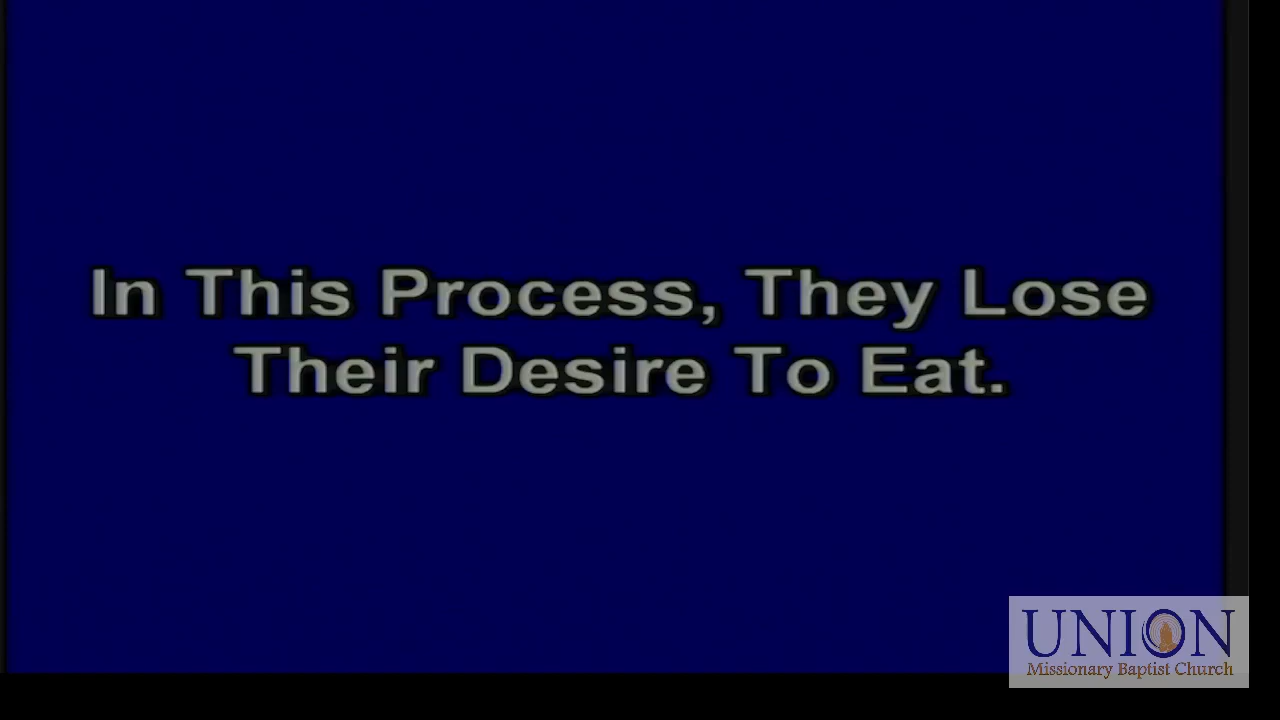 In This Process, They Lose
Their Desire To Eat.
UNION
Missionary Baptist Church